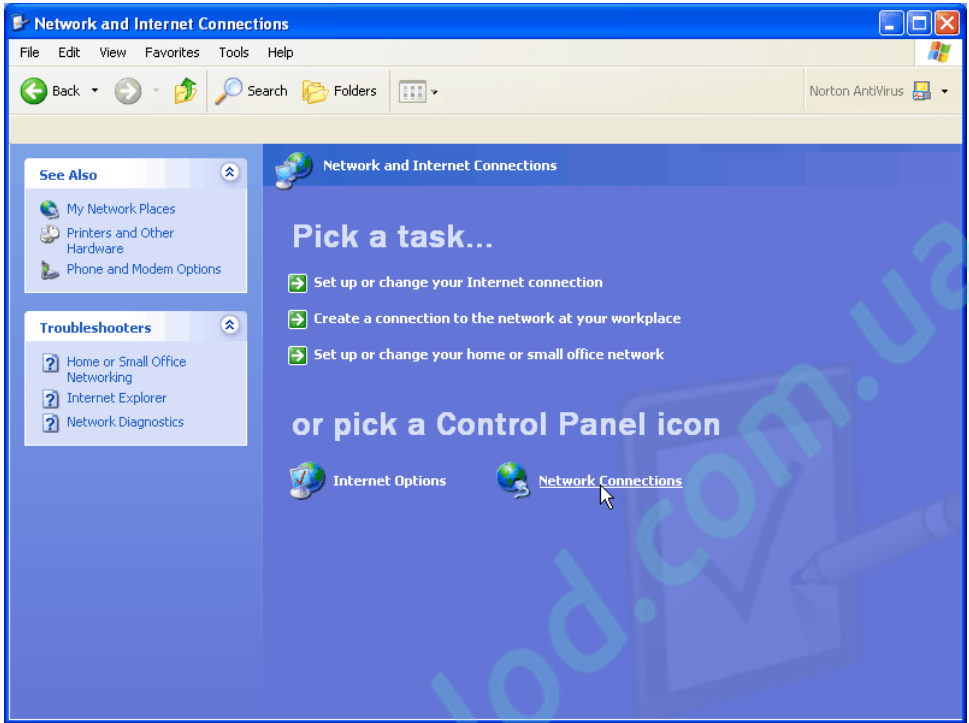 Network and Internet Connections
File Edit View Favorites Tools Help
Back Search Folders Norton AntiVirus
See Also
My Network Places
Printers and Other
Hardware
Phone and Modem Options
Troubleshooters
Home or Small Office
Networking
Internet Explorer
Network Diagnostics
Network and Internet Connections
Pick a task...
Set up or change your Internet connection
Create a connection to the network at your workplace
Set up or change your home or small office network
or pick a Control Panel icon
Internet Options Network Connections
lod.com.ua